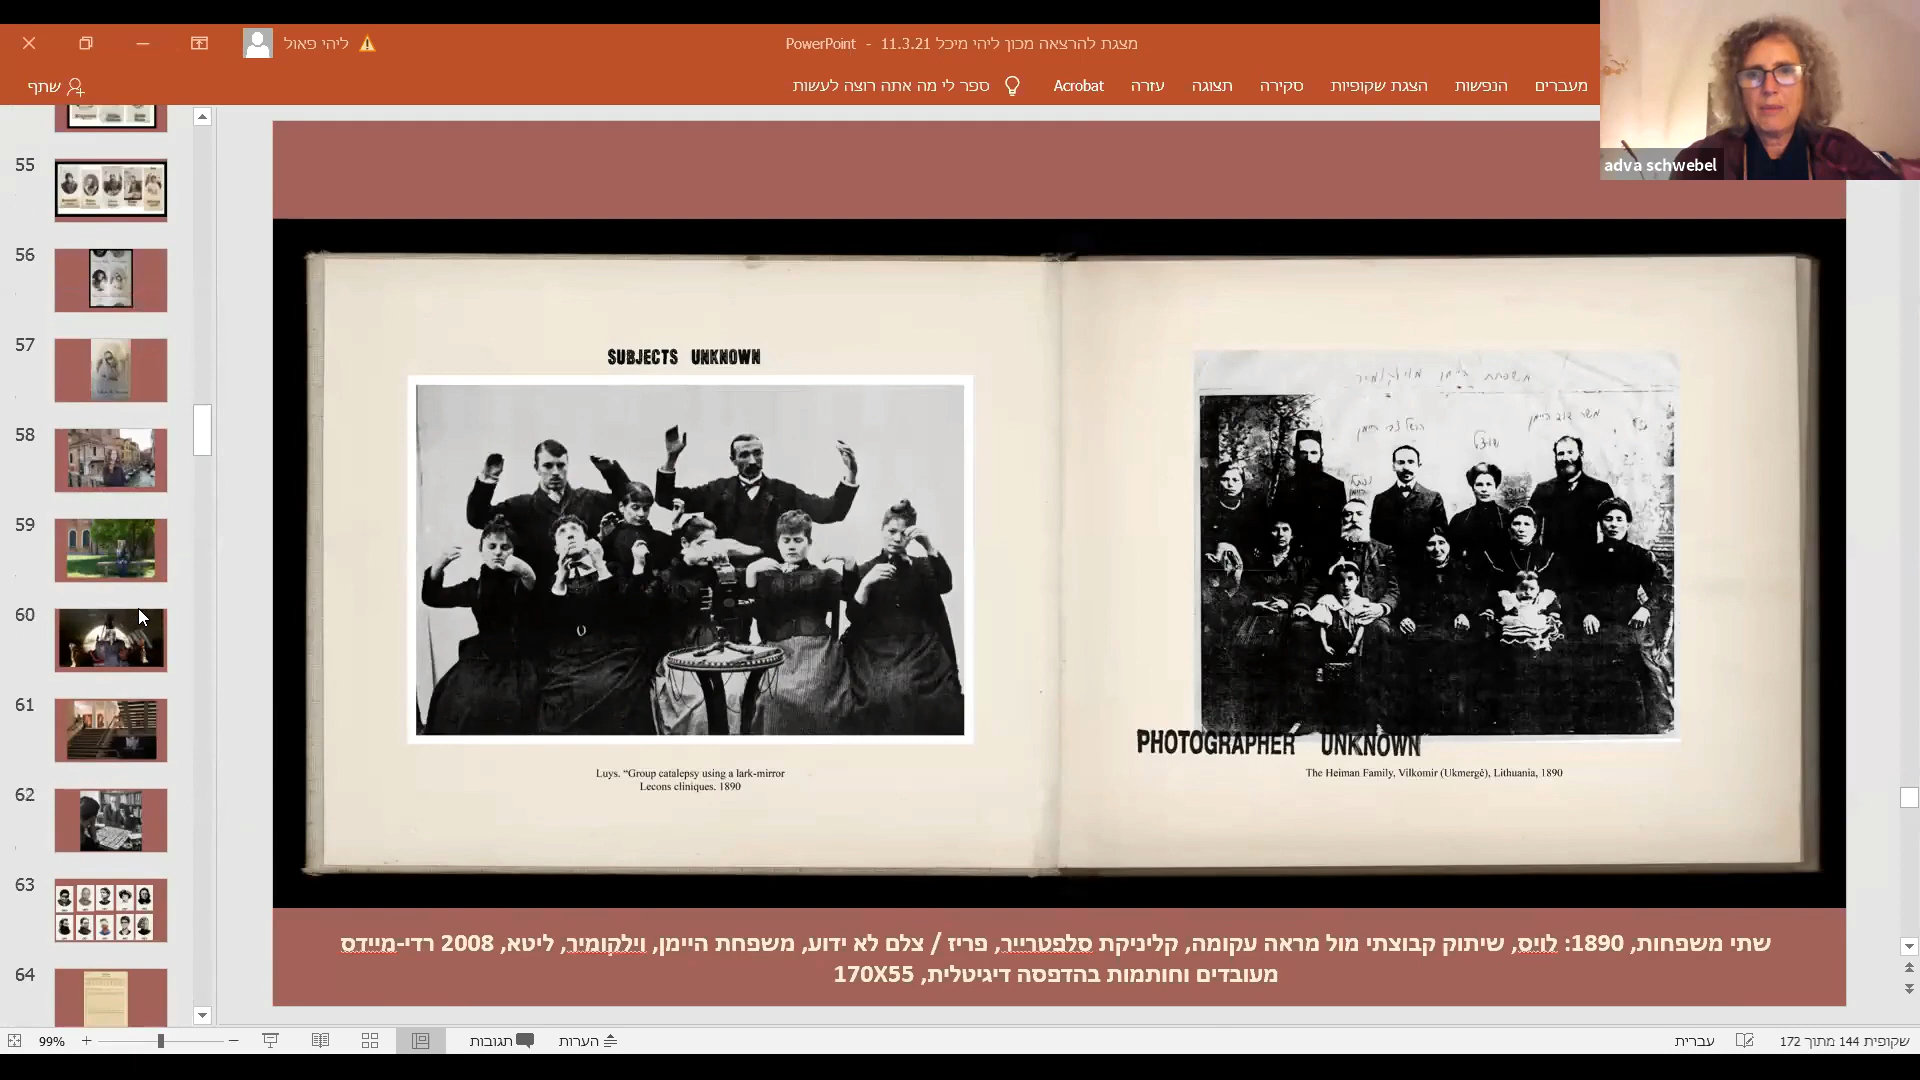 ליהי פאול
מצגת להרצאה מכון ליהי מיכל 11.3.21 - PowerPoint
מעברים הנפשות הצגת שקופיות סקירה תצוגה עזרה Acrobat ספר לי מה אתה רוצה לעשות
שתף
adva schwebel
55
56
57
58
59
60
61
62
63
64
SUBJECTS UNKNOWN
Luys. “Group catalepsy using a lark-mirror
Lecons cliniques. 1890
משפחת היימן מוילקומיר
PHOTOGRAPHER UNKNOWN
The Heiman Family, Vilkomir (Ukmergė), Lithuania, 1890
שתי משפחות, 1890: לויס, שיתוק קבוצתי מול מראה עקומה, קליניקת סלפטרייר, פריז / צלם לא ידוע, משפחת היימן, וילקומיר, ליטא, 2008 רדי-מיידס
מעובדים וחותמות בהדפסה דיגיטלית, 170X55
שקופית 144 מתוך 172
עברית
הערות
תגובות
99%